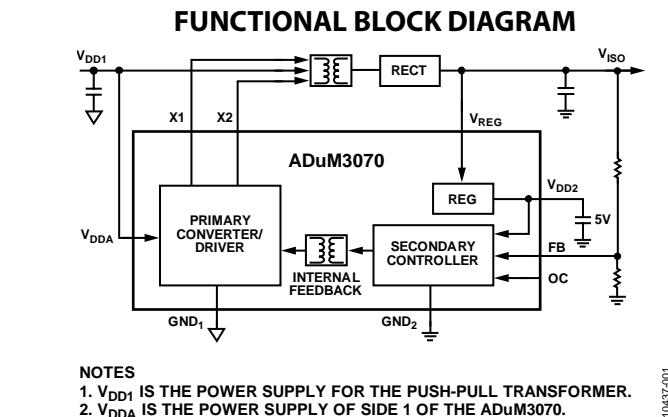 FUNCTIONAL BLOCK DIAGRAM
VDD1
VISO
RECT
X1 X2
VREG
ADuM3070
REG
VDD2
5V
PRIMARY
CONVERTER/
DRIVER
VDDA
SECONDARY
CONTROLLER
FB
INTERNAL
FEEDBACK
OC
GND1
GND2
NOTES
1. VDD1 IS THE POWER SUPPLY FOR THE PUSH-PULL TRANSFORMER.
2. VDDA IS THE POWER SUPPLY OF SIDE 1 OF THE ADuM3070.
10437-001